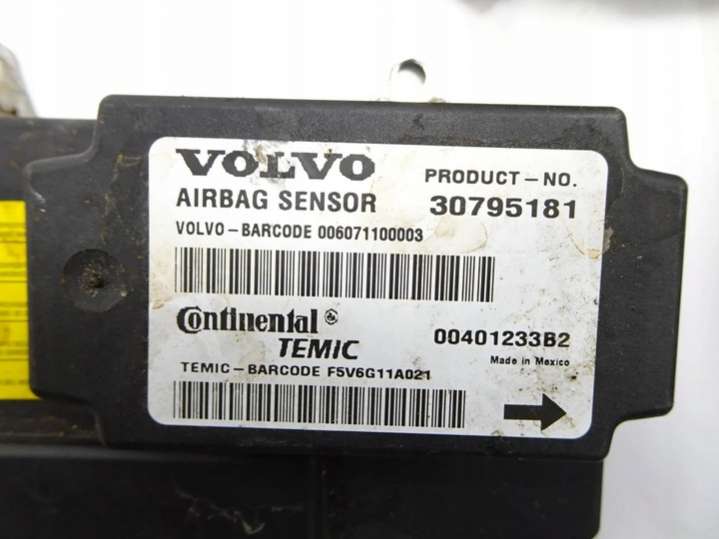 VOLVO
PRODUCT-NO.
AIRBAG SENSOR 30795181
VOLVO-BARCODE 006071100003
Continental
TEMIC
00401233B2
Made in Mexico
TEMIC-BARCODE F5V6G11A021